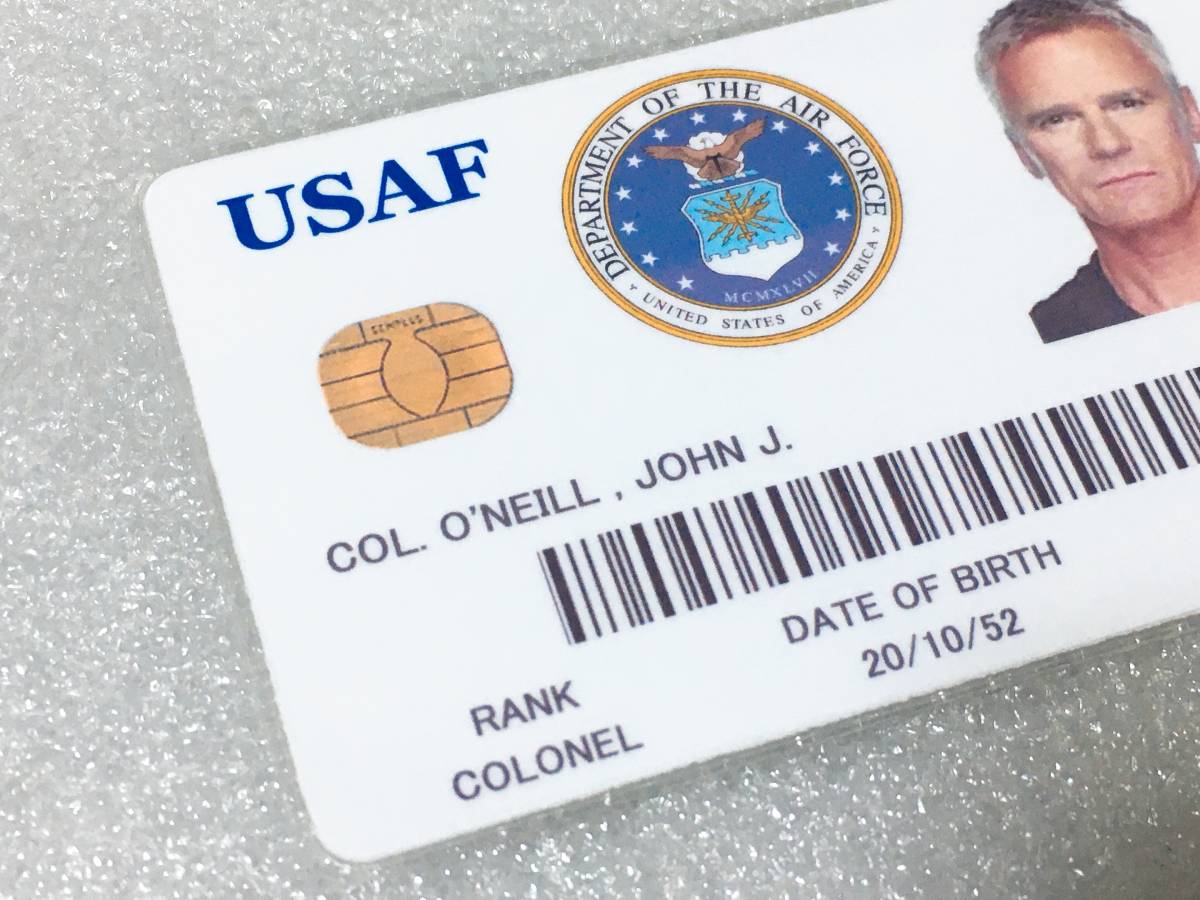 USAF
DEPARTMENT OF THE AIR FORCE
UNITED STATES OF AMERICA
MCMXLVII
COL. O'NEILL , JOHN J.
DATE OF BIRTH
20/10/52
RANK
COLONEL